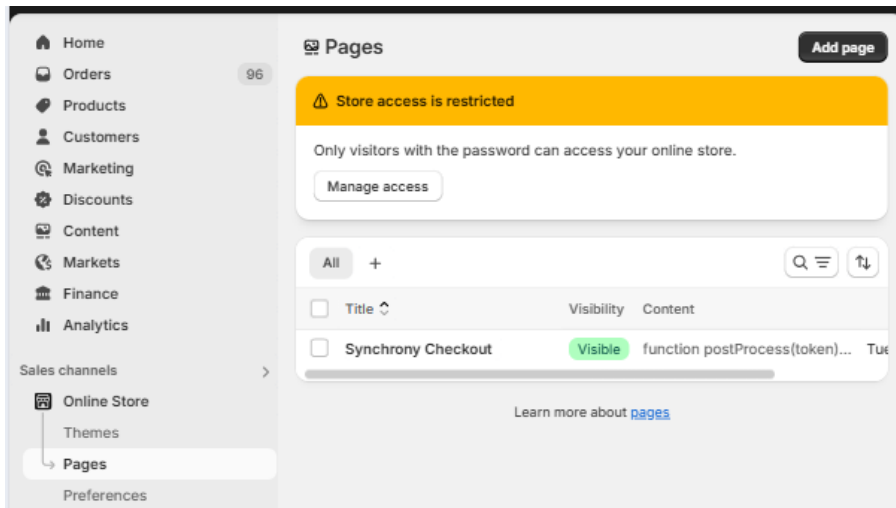 Home
Orders 96
Products
Customers
Marketing
Discounts
Content
Markets
Finance
Analytics
Sales channels
Online Store
Themes
Pages
Preferences
Pages Add page
Store access is restricted
Only visitors with the password can access your online store.
Manage access
All +
Title Visibility Content
Synchrony Checkout Visible function postProcess(token)... Tue
Learn more about pages